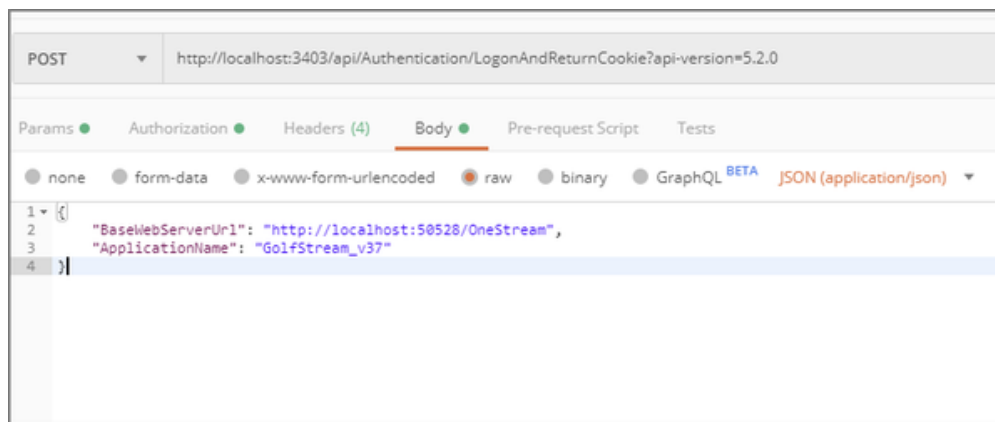 POST http://localhost:3403/api/Authentication/LogonAndReturnCookie?api-version=5.2.0
Params Authorization Headers (4) Body Pre-request Script Tests
none form-data x-www-form-urlencoded raw binary GraphQL BETA JSON (application/json)
1 {
2 "BaseWebServerUrl": "http://localhost:50528/OneStream",
3 "ApplicationName": "GolfStream_v37"
4 }